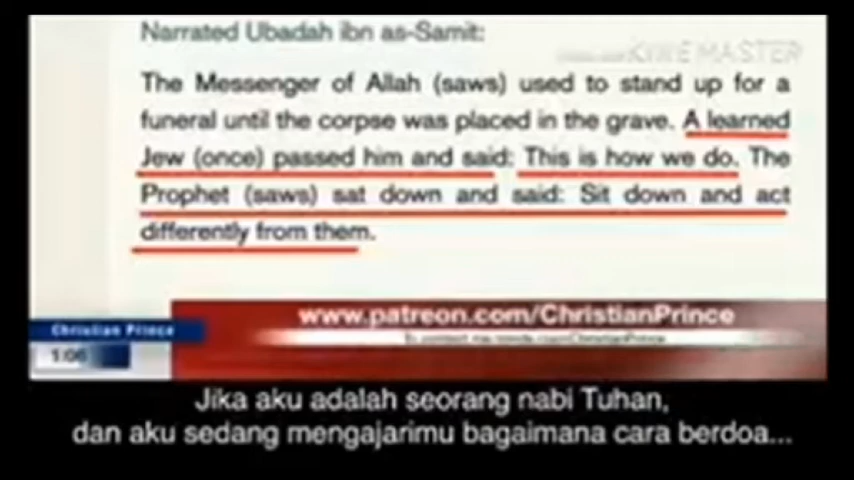 Narrated Ubadah ibn as-Samit:
KINEMASTER
The Messenger of Allah (saws) used to stand up for a
funeral until the corpse was placed in the grave. A learned
Jew (once) passed him and said: This is how we do. The
Prophet (saws) sat down and said: Sit down and act
differently from them.
www.patreon.com/ChristianPrince
Christian Prince
1:06
Jika aku adalah seorang nabi Tuhan,
dan aku sedang mengajarimu bagaimana cara berdoa...